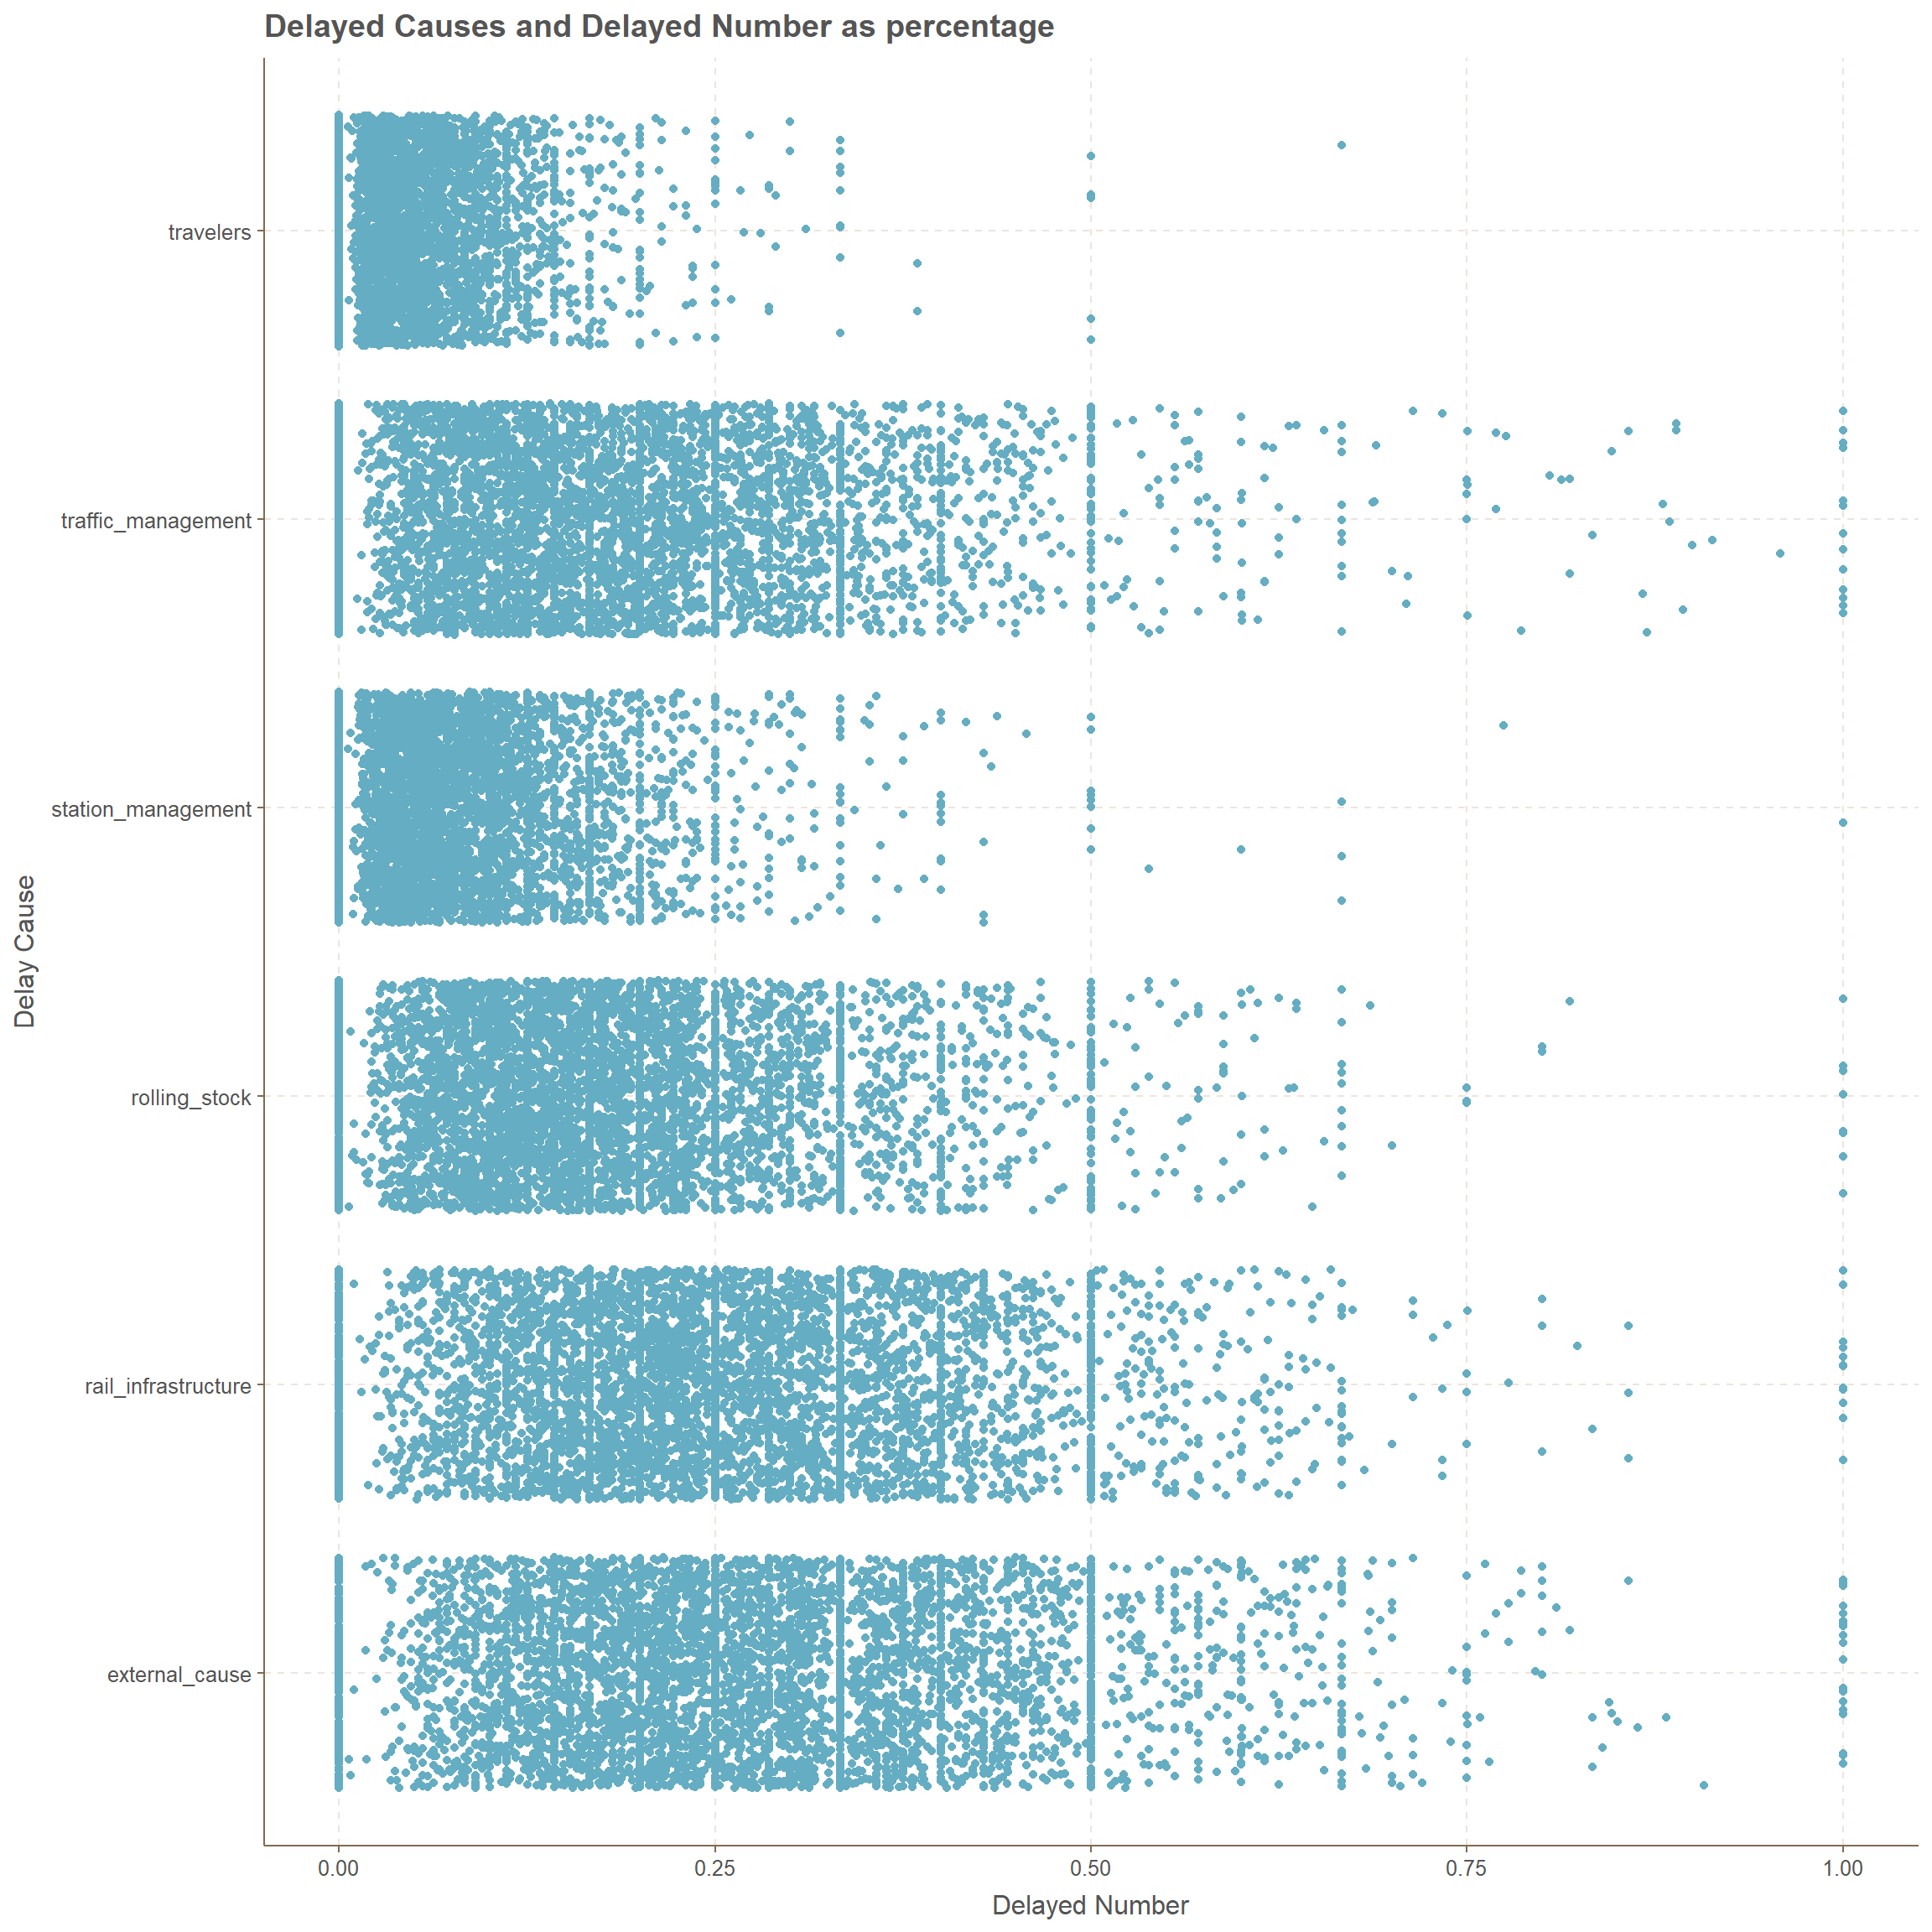 Delayed Causes and Delayed Number as percentage
travelers
traffic_management
station_management
rolling_stock
rail_infrastructure
external_cause
Delay Cause
0.00 0.25 0.50 0.75 1.00
Delayed Number